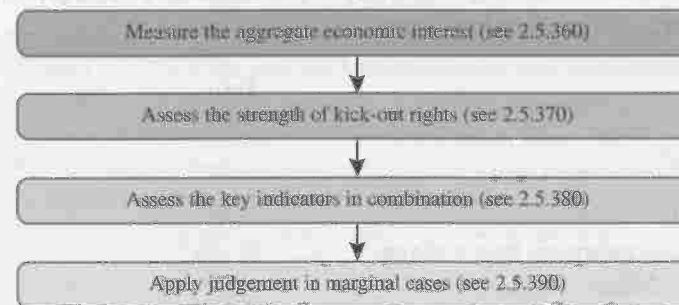 Measure the aggregate economic interest (see 2.5.360)
Assess the strength of kick-out rights (see 2.5.370)
Assess the key indicators in combination (see 2.5.380)
Apply judgement in marginal cases (see 2.5.390)